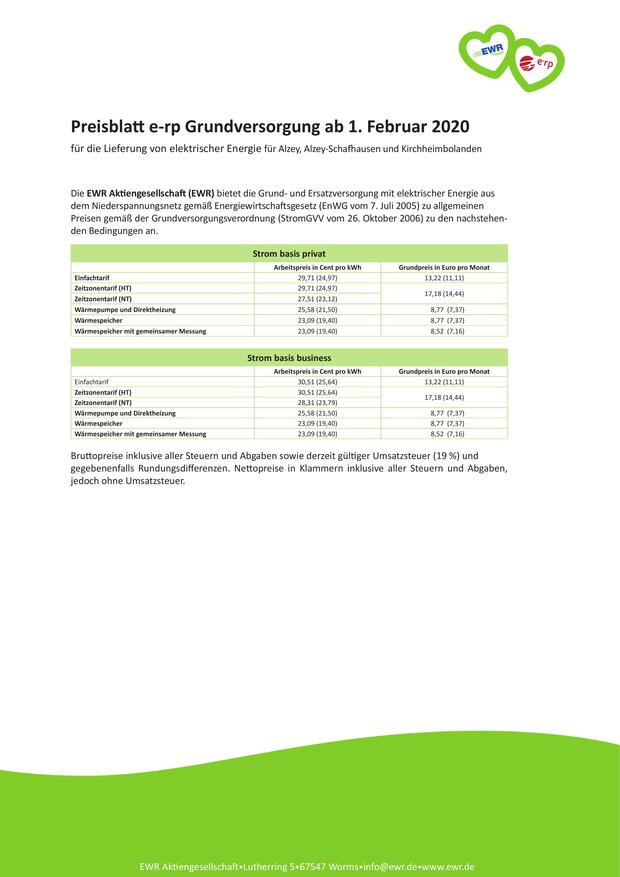 EWR
e·rp
Preisblatt e-rp Grundversorgung ab 1. Februar 2020
für die Lieferung von elektrischer Energie für Alzey, Alzey-Schafhausen und Kirchheimbolanden
Die EWR Aktiengesellschaft (EWR) bietet die Grund- und Ersatzversorgung mit elektrischer Energie aus
dem Niederspannungsnetz gemäß Energiewirtschaftsgesetz (EnWG vom 7. Juli 2005) zu allgemeinen
Preisen gemäß der Grundversorgungsverordnung (StromGVV vom 26. Oktober 2006) zu den nachstehen-
den Bedingungen an.
Strom basis privat
Arbeitspreis in Cent pro kWh Grundpreis in Euro pro Monat
Einfachtarif 29,71 (24,97) 13,22 (11,11)
Zeitzonentarif (HT) 29,71 (24,97) 17,18 (14,44)
Zeitzonentarif (NT) 27,51 (23,12)
Wärmepumpe und Direktheizung 25,58 (21,50) 8,77 (7,37)
Wärmespeicher 23,09 (19,40) 8,77 (7,37)
Wärmespeicher mit gemeinsamer Messung 23,09 (19,40) 8,52 (7,16)
Strom basis business
Arbeitspreis in Cent pro kWh Grundpreis in Euro pro Monat
Einfachtarif 30,51 (25,64) 13,22 (11,11)
Zeitzonentarif (HT) 30,51 (25,64) 17,18 (14,44)
Zeitzonentarif (NT) 28,31 (23,79)
Wärmepumpe und Direktheizung 25,58 (21,50) 8,77 (7,37)
Wärmespeicher 23,09 (19,40) 8,77 (7,37)
Wärmespeicher mit gemeinsamer Messung 23,09 (19,40) 8,52 (7,16)
Bruttopreise inklusive aller Steuern und Abgaben sowie derzeit gültiger Umsatzsteuer (19 %) und
gegebenenfalls Rundungsdifferenzen. Nettopreise in Klammern inklusive aller Steuern und Abgaben,
jedoch ohne Umsatzsteuer.
EWR Aktiengesellschaft•Lutherring 5•67547 Worms•info@ewr.de•www.ewr.de